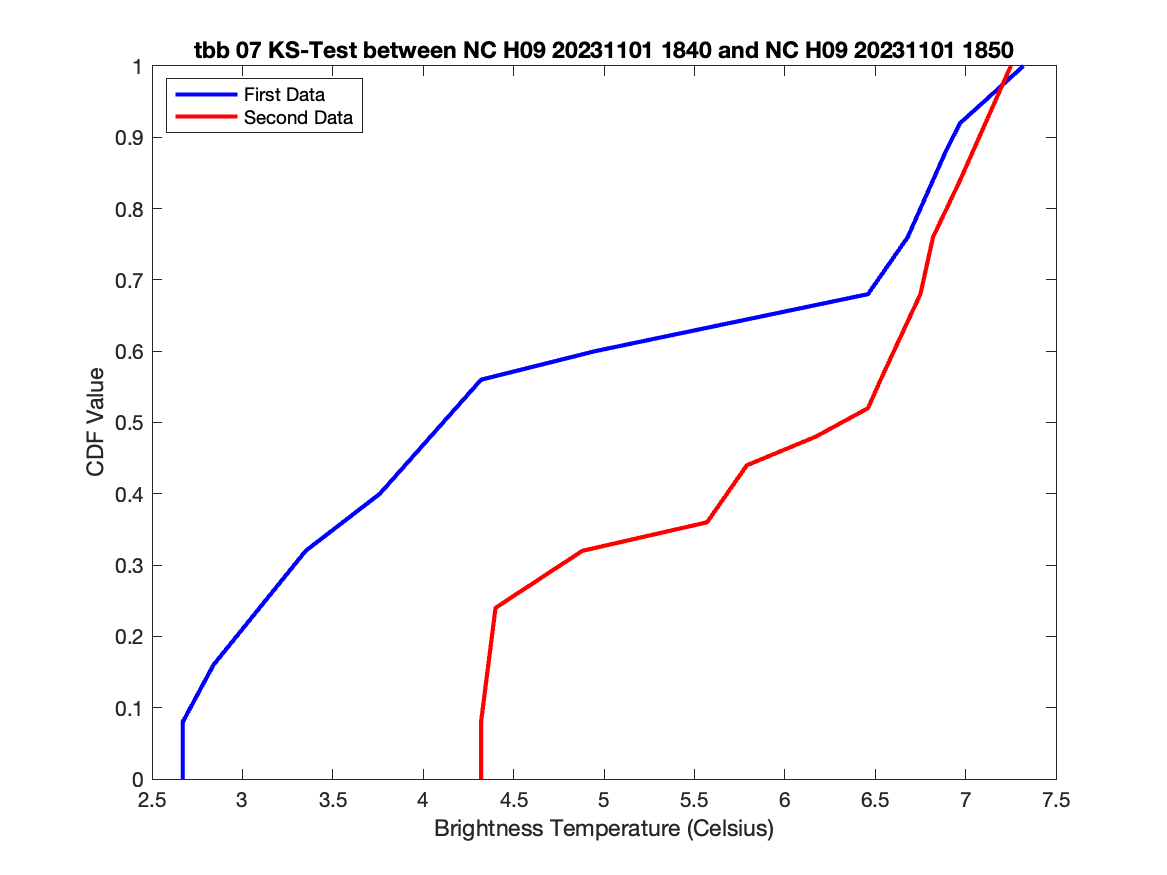 tbb 07 KS-Test between NC H09 20231101 1840 and NC H09 20231101 1850
First Data
Second Data
1
0.9
0.8
0.7
0.6
0.5
0.4
0.3
0.2
0.1
0
CDF Value
2.5 3 3.5 4 4.5 5 5.5 6 6.5 7 7.5
Brightness Temperature (Celsius)